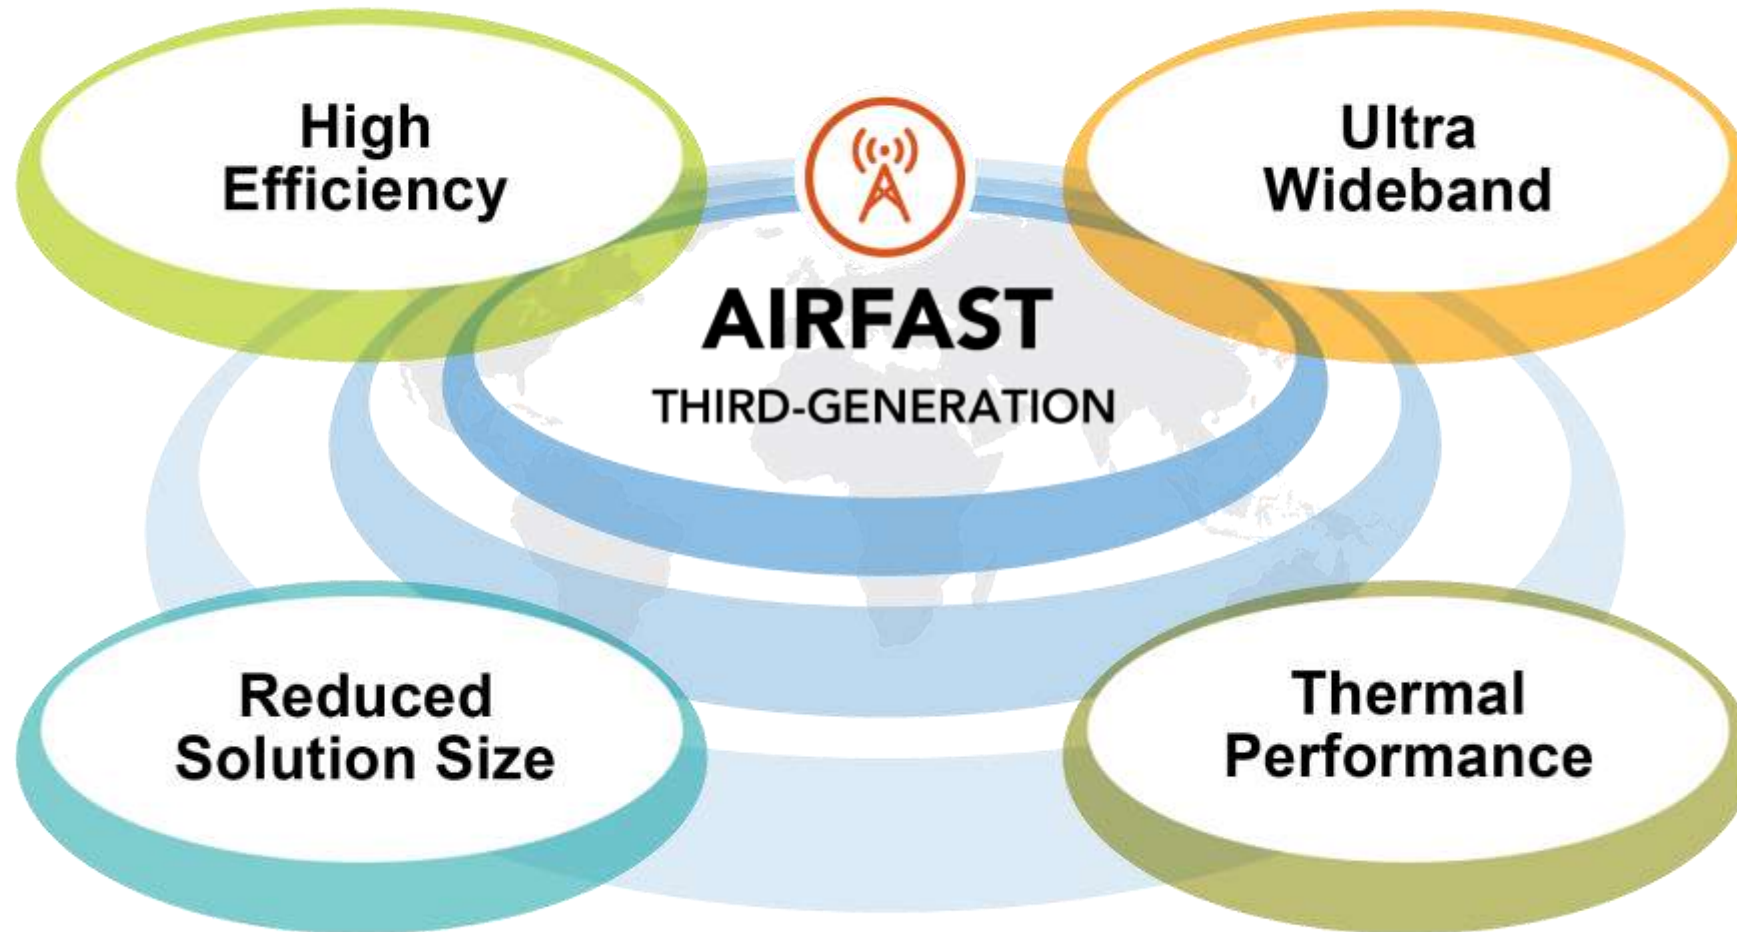 High
Efficiency
Ultra
Wideband
AIRFAST
THIRD-GENERATION
Reduced
Solution Size
Thermal
Performance